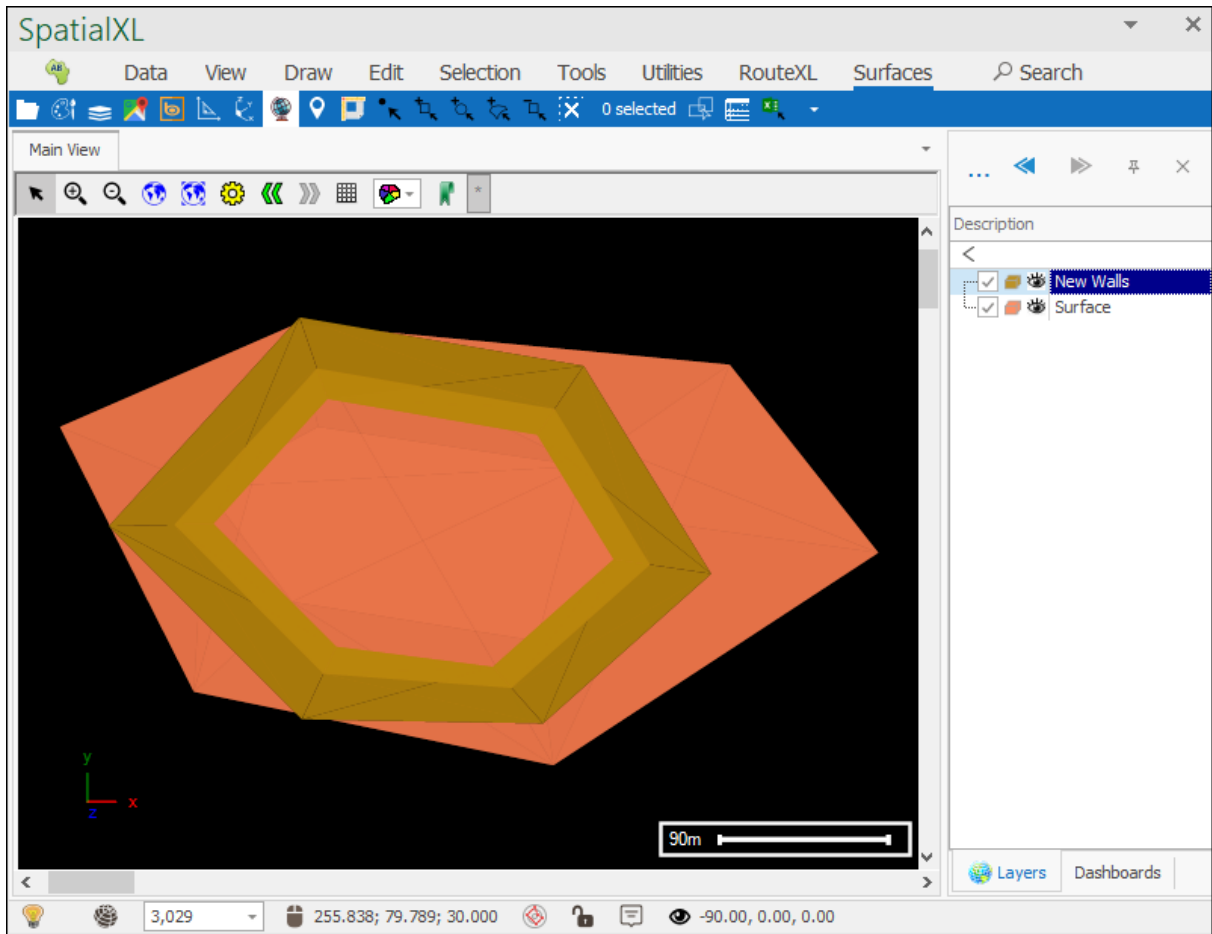 SpatialXL
AB Data View Draw Edit Selection Tools Utilities RouteXL Surfaces Search
0 selected
Main View
...
Description
New Walls
Surface
y
x
z
90m
Layers Dashboards
3,029 255.838; 79.789; 30.000 -90.00, 0.00, 0.00